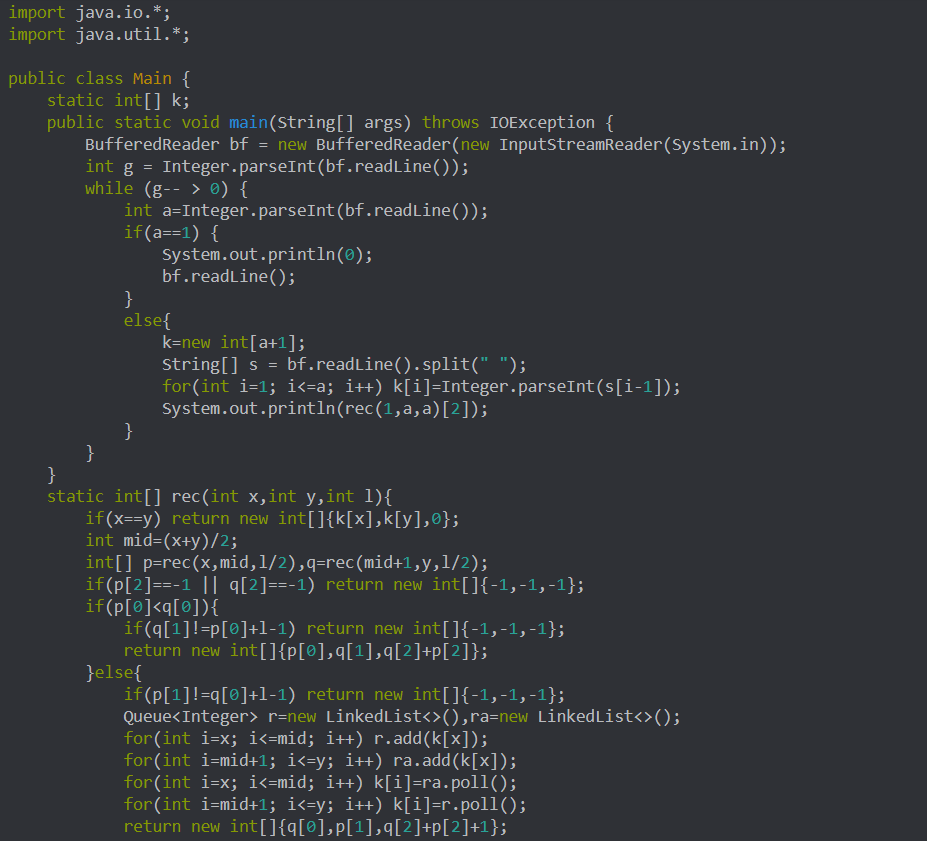 import java.io.*;
import java.util.*;

public class Main {
    static int[] k;
    public static void main(String[] args) throws IOException {
        BufferedReader bf = new BufferedReader(new InputStreamReader(System.in));
        int g = Integer.parseInt(bf.readLine());
        while (g-- > 0) {
            int a=Integer.parseInt(bf.readLine());
            if(a==1) {
                System.out.println(0);
                bf.readLine();
            }
            else{
                k=new int[a+1];
                String[] s = bf.readLine().split(" ");
                for(int i=1; i<=a; i++) k[i]=Integer.parseInt(s[i-1]);
                System.out.println(rec(1,a,a)[2]);
            }
        }
    }
    static int[] rec(int x,int y,int l){
        if(x==y) return new int[]{k[x],k[y],0};
        int mid=(x+y)/2;
        int[] p=rec(x,mid,l/2),q=rec(mid+1,y,l/2);
        if(p[2]==-1 || q[2]==-1) return new int[]{-1,-1,-1};
        if(p[0]<q[0]){
            if(q[1]!=p[0]+l-1) return new int[]{-1,-1,-1};
            return new int[]{p[0],q[1],q[2]+p[2]};
        }else{
            if(p[1]!=q[0]+l-1) return new int[]{-1,-1,-1};
            Queue<Integer> r=new LinkedList<>(),ra=new LinkedList<>();
            for(int i=x; i<=mid; i++) r.add(k[x]);
            for(int i=mid+1; i<=y; i++) ra.add(k[x]);
            for(int i=x; i<=mid; i++) k[i]=ra.poll();
            for(int i=mid+1; i<=y; i++) k[i]=r.poll();
            return new int[]{q[0],p[1],q[2]+p[2]+1};